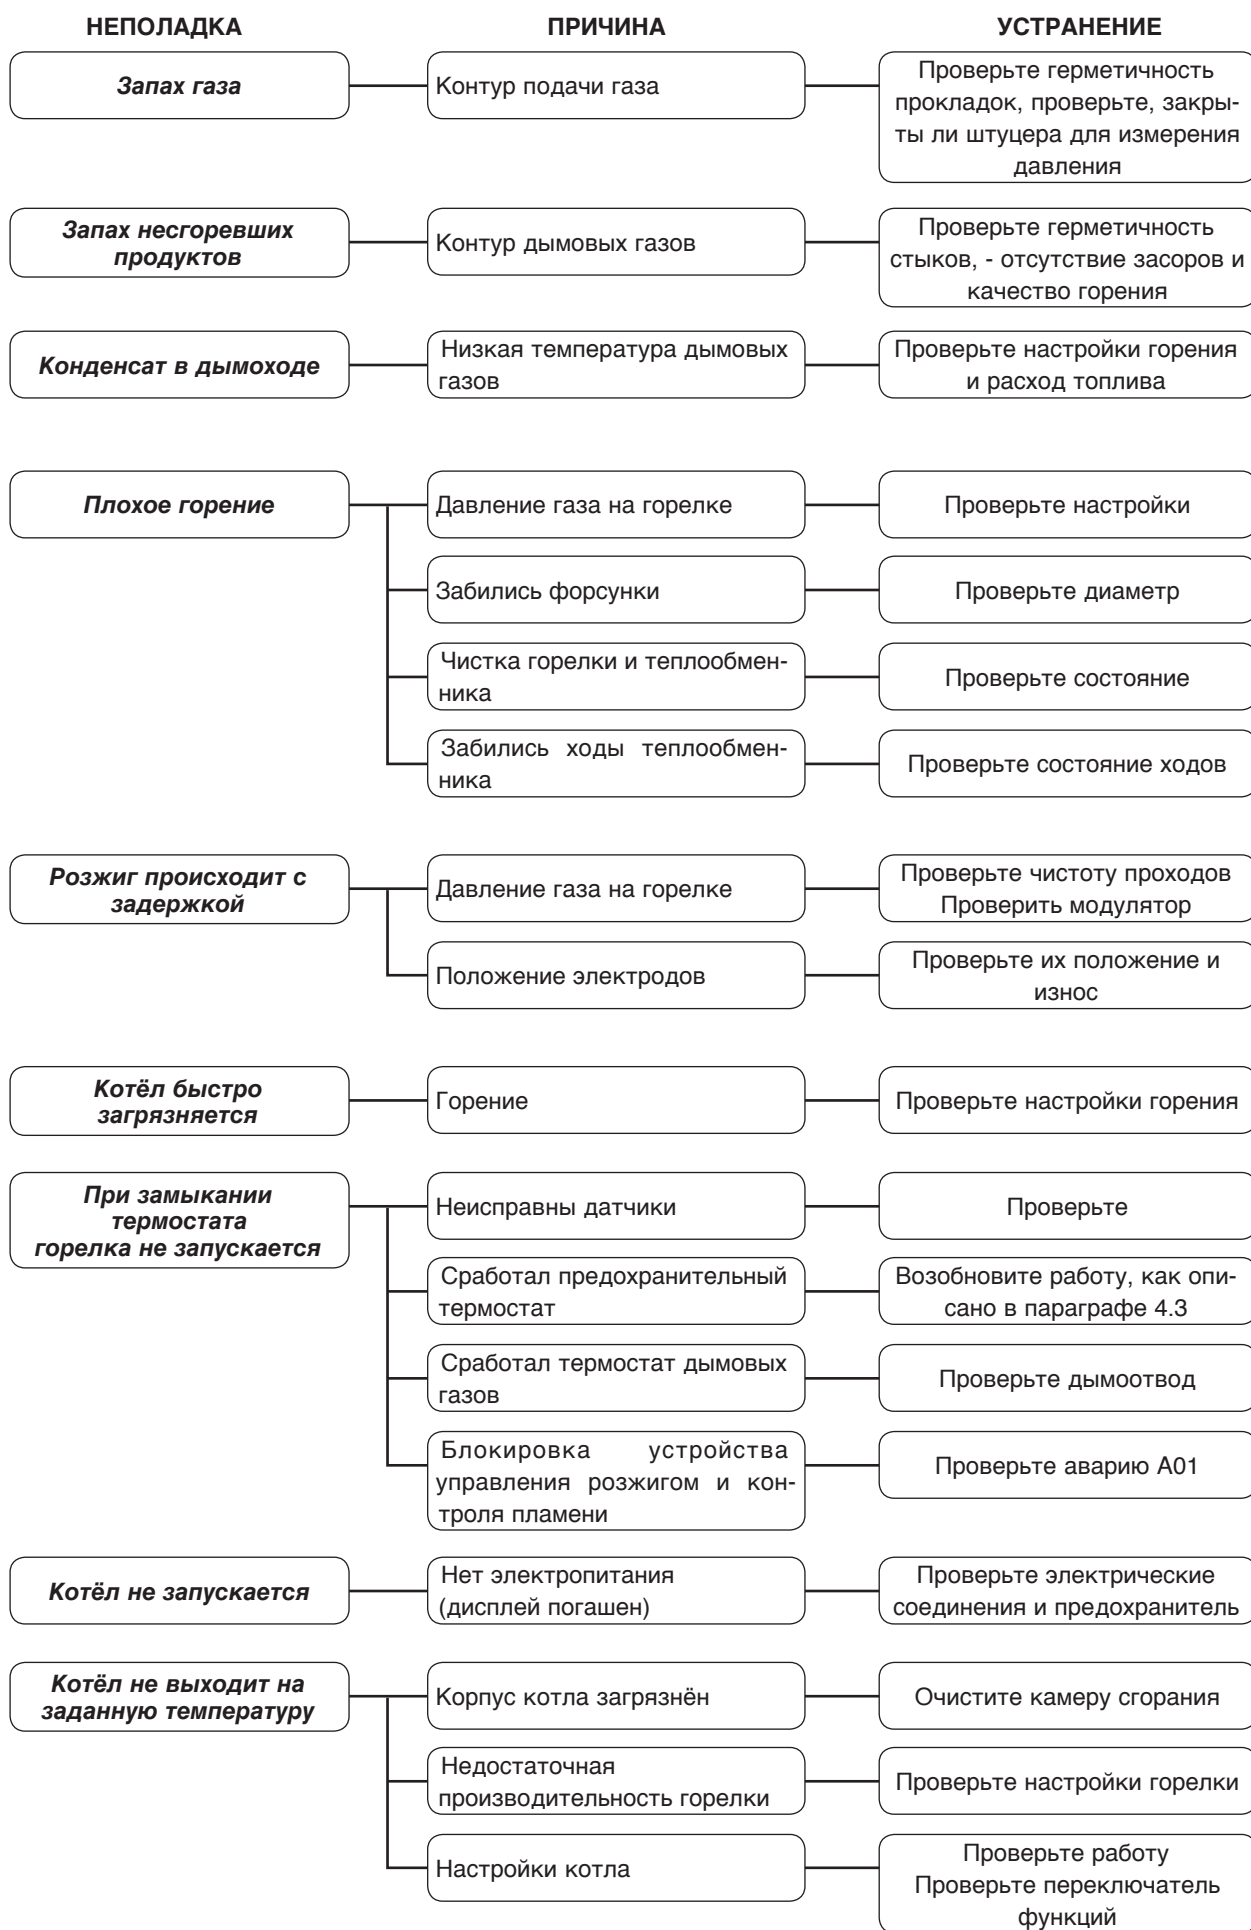 НЕПОЛАДКА
ПРИЧИНА
УСТРАНЕНИЕ
Запах газа
Контур подачи газа
Проверьте герметичность
прокладок, проверьте, закры-
ты ли штуцера для измерения
давления
Запах несгоревших
продуктов
Контур дымовых газов
Проверьте герметичность
стыков, - отсутствие засоров и
качество горения
Конденсат в дымоходе
Низкая температура дымовых
газов
Проверьте настройки горения
и расход топлива
Плохое горение
Давление газа на горелке
Проверьте настройки
Забились форсунки
Проверьте диаметр
Чистка горелки и теплообмен-
ника
Проверьте состояние
Забились ходы теплообмен-
ника
Проверьте состояние ходов
Розжиг происходит с
задержкой
Давление газа на горелке
Проверьте чистоту проходов
Проверить модулятор
Положение электродов
Проверьте их положение и
износ
Котёл быстро
загрязняется
Горение
Проверьте настройки горения
При замыкании
термостата
горелка не запускается
Неисправны датчики
Проверьте
Сработал предохранительный
термостат
Возобновите работу, как опи-
сано в параграфе 4.3
Сработал термостат дымовых
газов
Проверьте дымоотвод
Блокировка устройства
управления розжигом и кон-
троля пламени
Проверьте аварию A01
Котёл не запускается
Нет электропитания
(дисплей погашен)
Проверьте электрические
соединения и предохранитель
Котёл не выходит на
заданную температуру
Корпус котла загрязнён
Очистите камеру сгорания
Недостаточная
производительность горелки
Проверьте настройки горелки
Настройки котла
Проверьте работу
Проверьте переключатель
функций